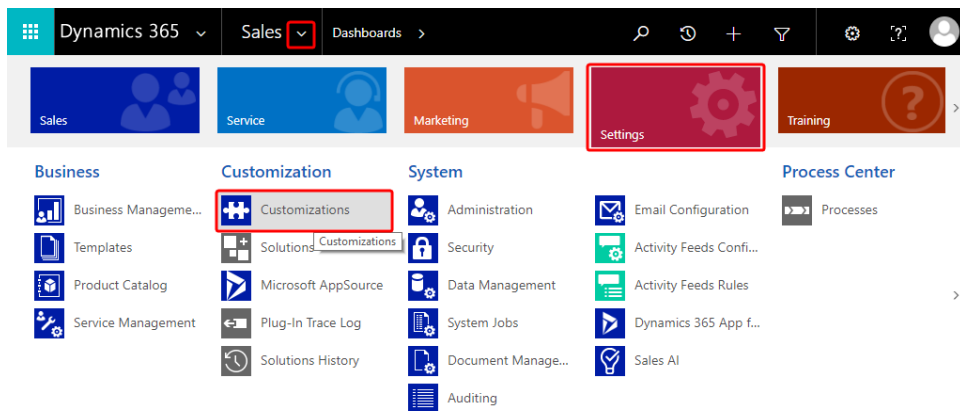 Dynamics 365
Sales
Dashboards
Sales
Service
Marketing
Settings
Training
Business
Business Manageme...
Templates
Product Catalog
Service Management
Customization
Customizations
Solutions
Customizations
Microsoft AppSource
Plug-In Trace Log
Solutions History
System
Administration
Security
Data Management
System Jobs
Document Manage...
Auditing
Email Configuration
Activity Feeds Confi...
Activity Feeds Rules
Dynamics 365 App f...
Sales AI
Process Center
Processes